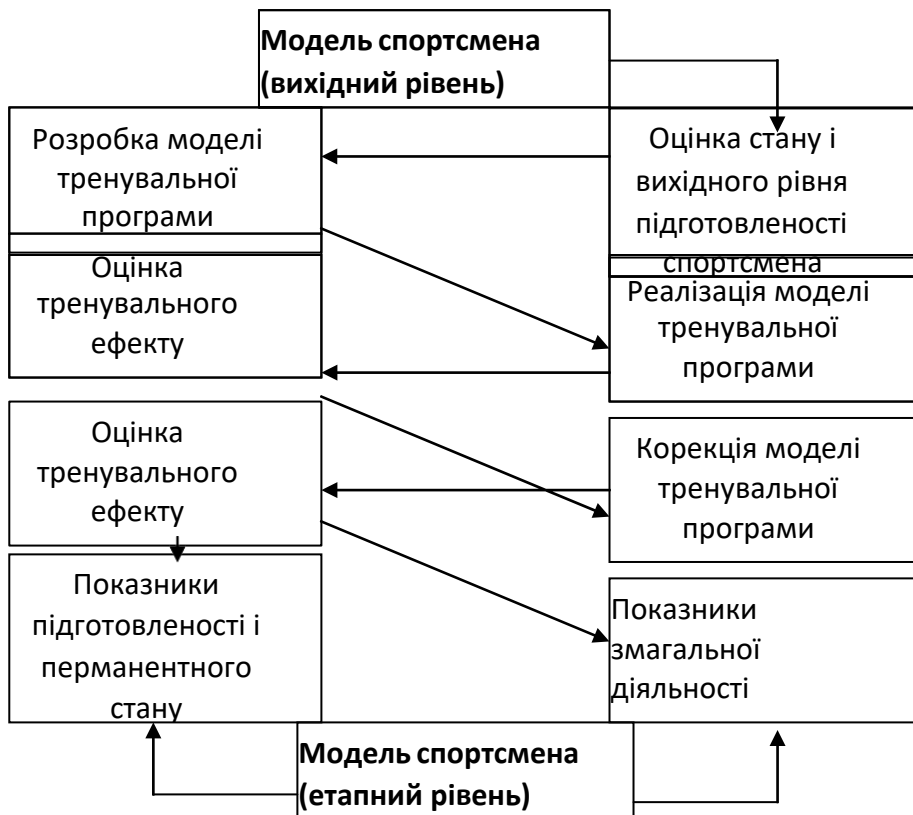 Модель спортсмена
(вихідний рівень)
Розробка моделі
тренувальної
програми
Оцінка стану і
вихідного рівня
підготовленості
спортсмена
Оцінка
тренувального
ефекту
Реалізація моделі
тренувальної
програми
Оцінка
тренувального
ефекту
Корекція моделі
тренувальної
програми
Показники
підготовленості і
перманентного
стану
Показники
змагальної
діяльності
Модель спортсмена
(етапний рівень)